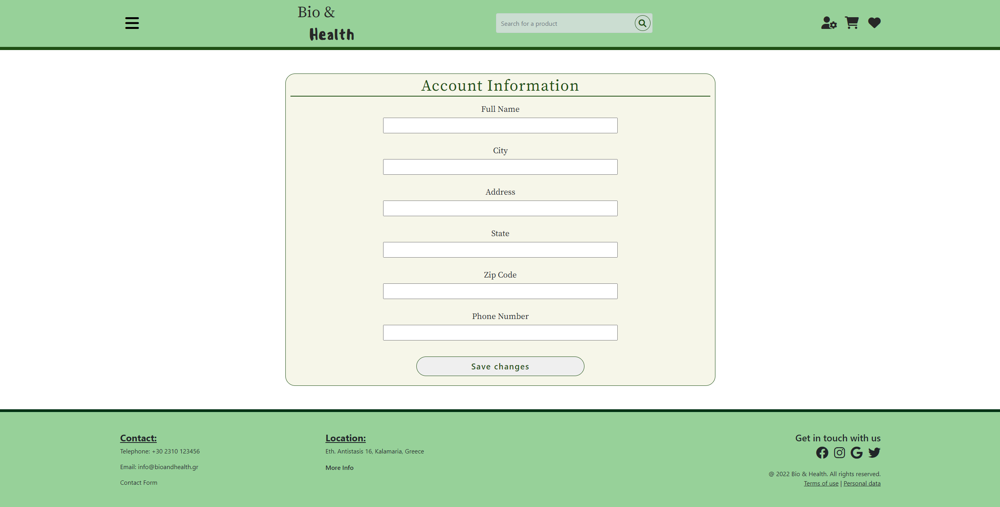 Bio &
Health
Search for a product
Account Information
Full Name
City
Address
State
Zip Code
Phone Number
Save changes
Contact:
Telephone: +30 2310 123456
Email: info@bioandhealth.gr
Contact Form
Location:
Eth. Antistasis 16, Kalamaria, Greece
More Info
Get in touch with us
@ 2022 Bio & Health. All rights reserved.
Terms of use | Personal data